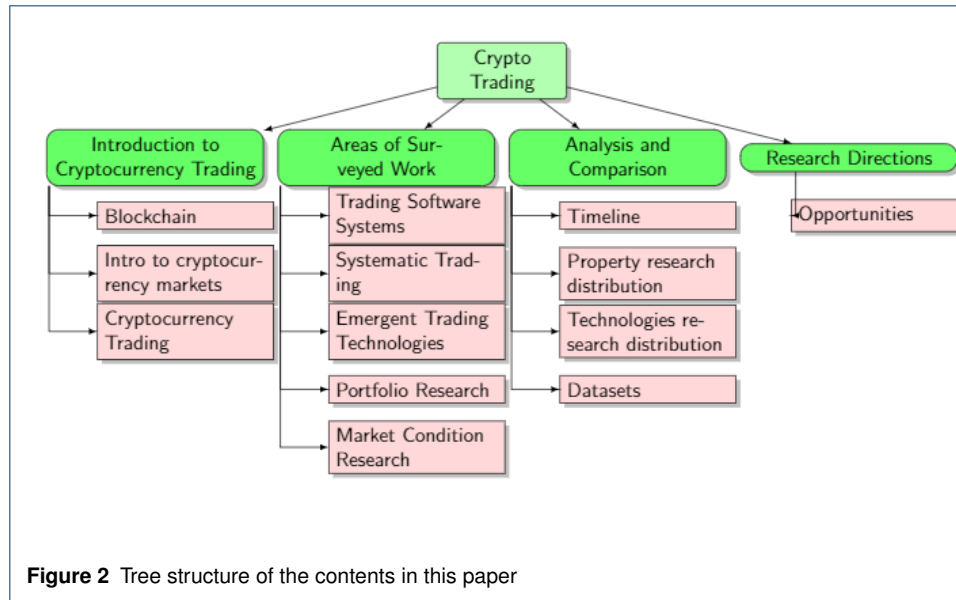 Crypto
Trading
Introduction to
Cryptocurrency Trading
Blockchain
Intro to cryptocur-
rency markets
Cryptocurrency
Trading
Areas of Sur-
veyed Work
Trading Software
Systems
Systematic Trad-
ing
Emergent Trading
Technologies
Portfolio Research
Market Condition
Research
Analysis and
Comparison
Timeline
Property research
distribution
Technologies re-
search distribution
Datasets
Research Directions
Opportunities
Figure 2 Tree structure of the contents in this paper